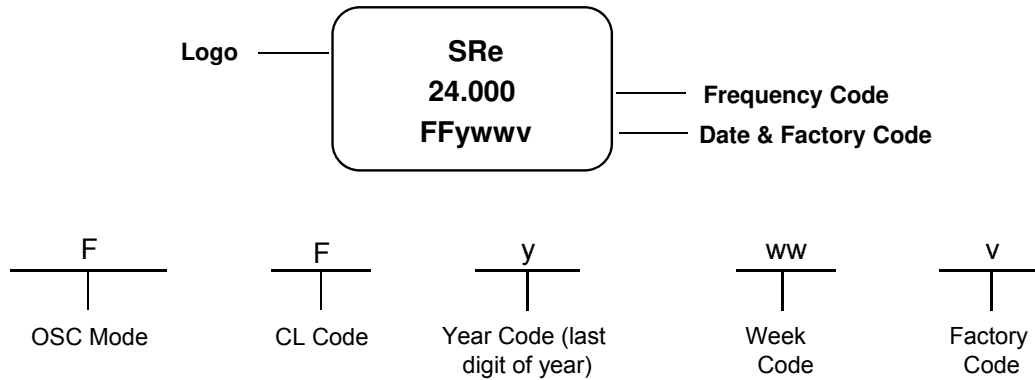 Logo
SRe
24.000
FFywwv
Frequency Code
Date & Factory Code
F
F
y
ww
v
OSC Mode
CL Code
Year Code (last
digit of year)
Week
Code
Factory
Code